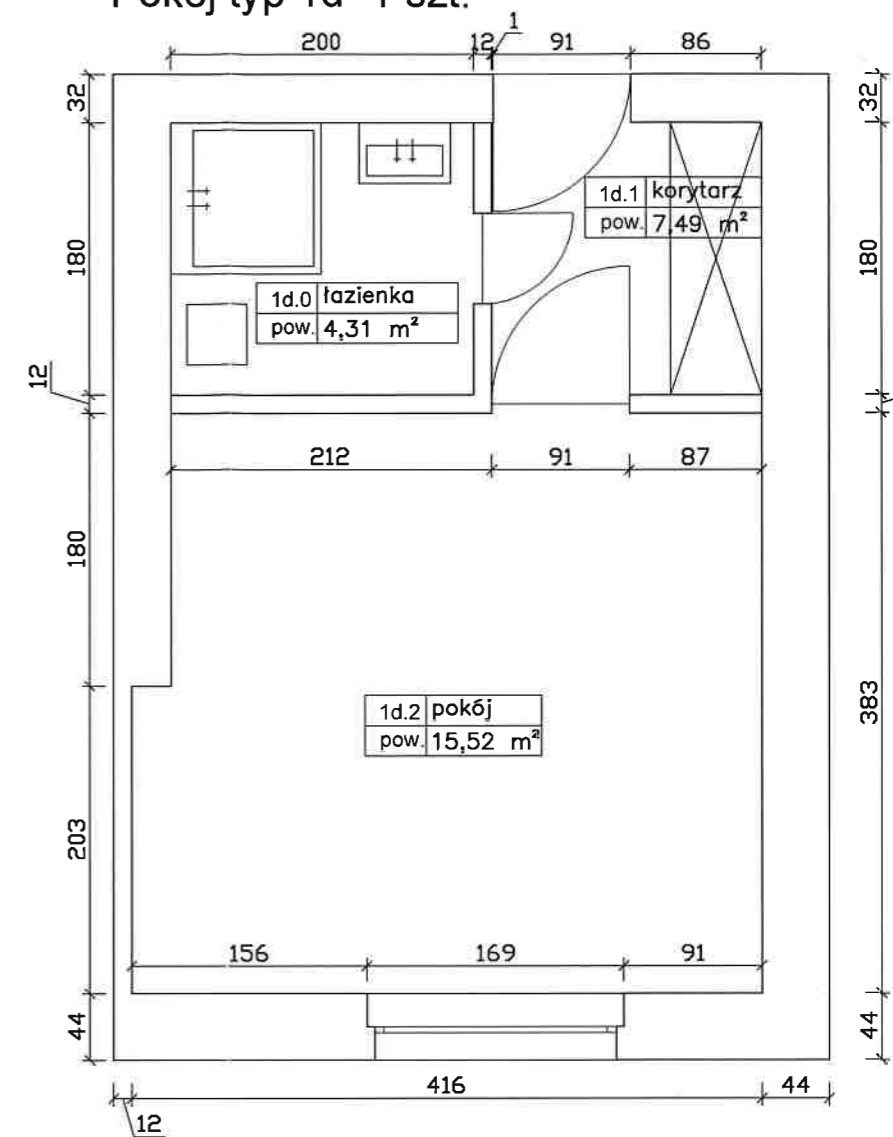 Pokój typ 1d 1 szt.
1
200 12 91 86
32 32
1d.1 korytarz
pow. 7,49 m²
180 180
1d.0 łazienka
pow. 4,31 m²
12
212 91 87
180
383
1d.2 pokój
pow. 15,52 m²
203
156 169 91
44 44
416 44
12